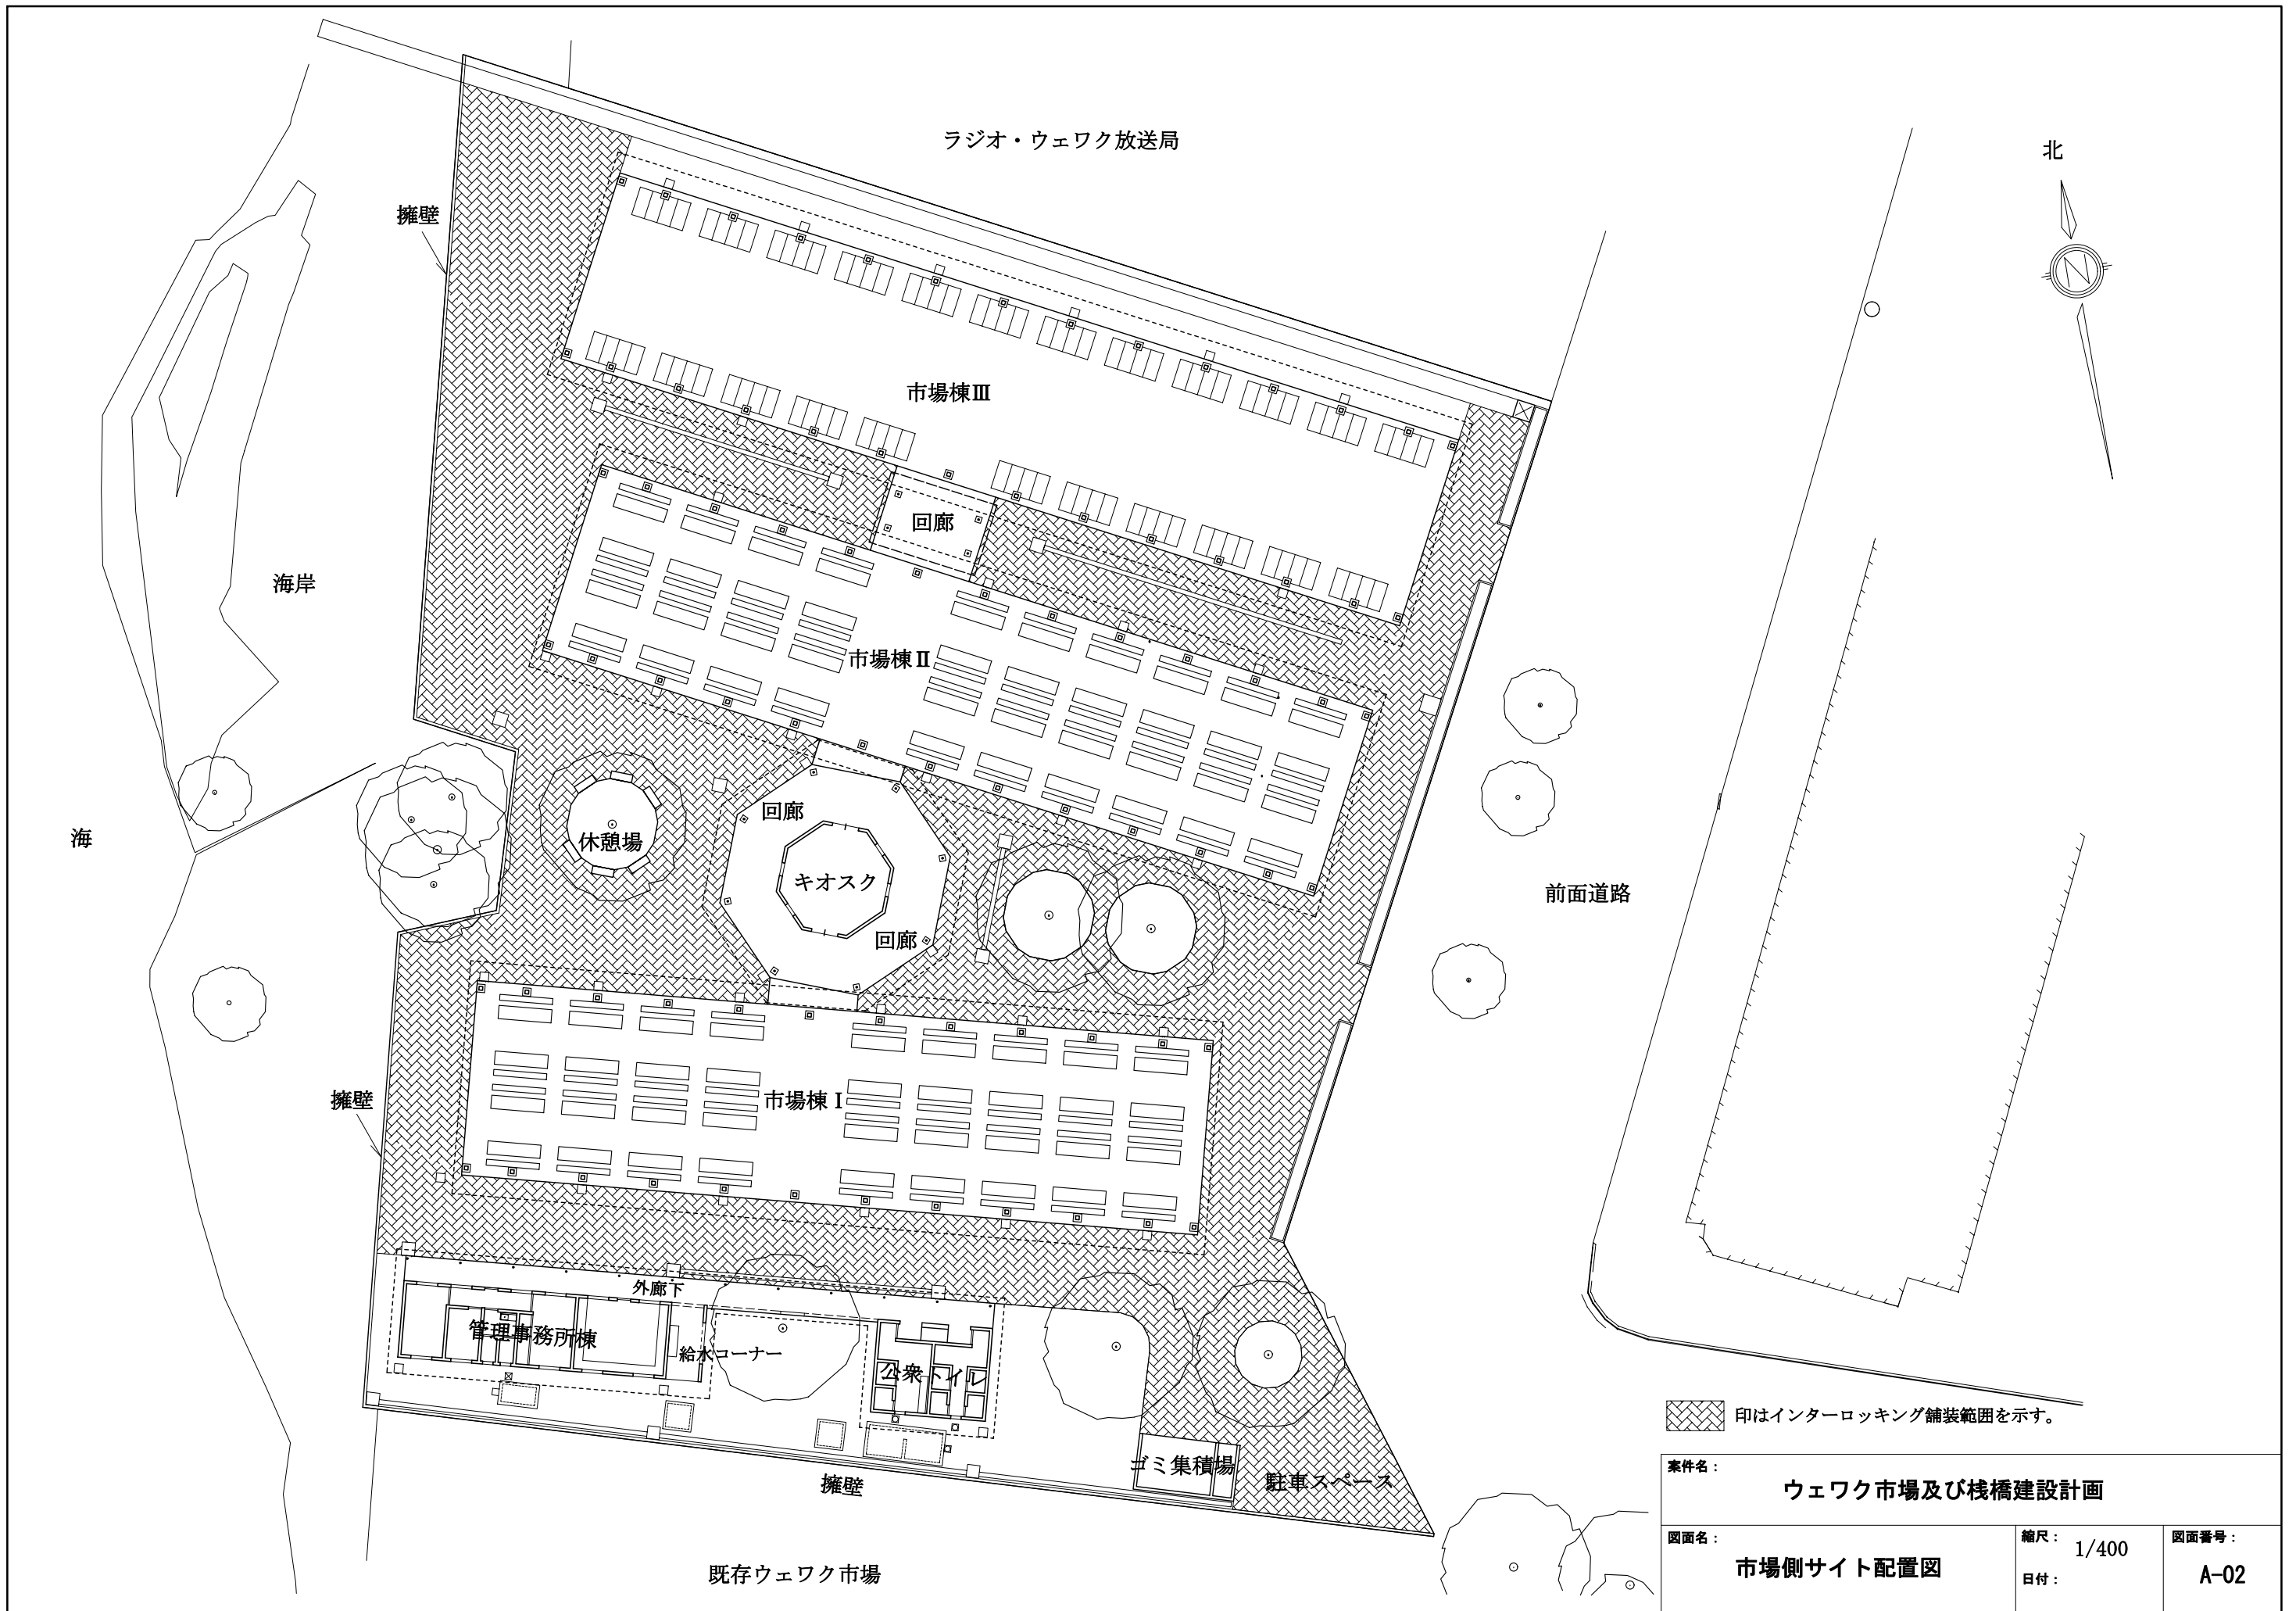 ラジオ・ウェワク放送局
北
N
擁壁
市場棟Ⅲ
回廊
海岸
市場棟Ⅱ
回廊
海
休憩場
キオスク
前面道路
回廊
擁壁
市場棟Ⅰ
外廊下
管理事務所棟
給水コーナー
公衆トイレ
印はインターロッキング舗装範囲を示す。
ゴミ集積場
駐車スペース
擁壁
既存ウェワク市場
案件名：
ウェワク市場及び桟橋建設計画
図面名：
市場側サイト配置図
縮尺： 1/400
日付：
図面番号：
A-02